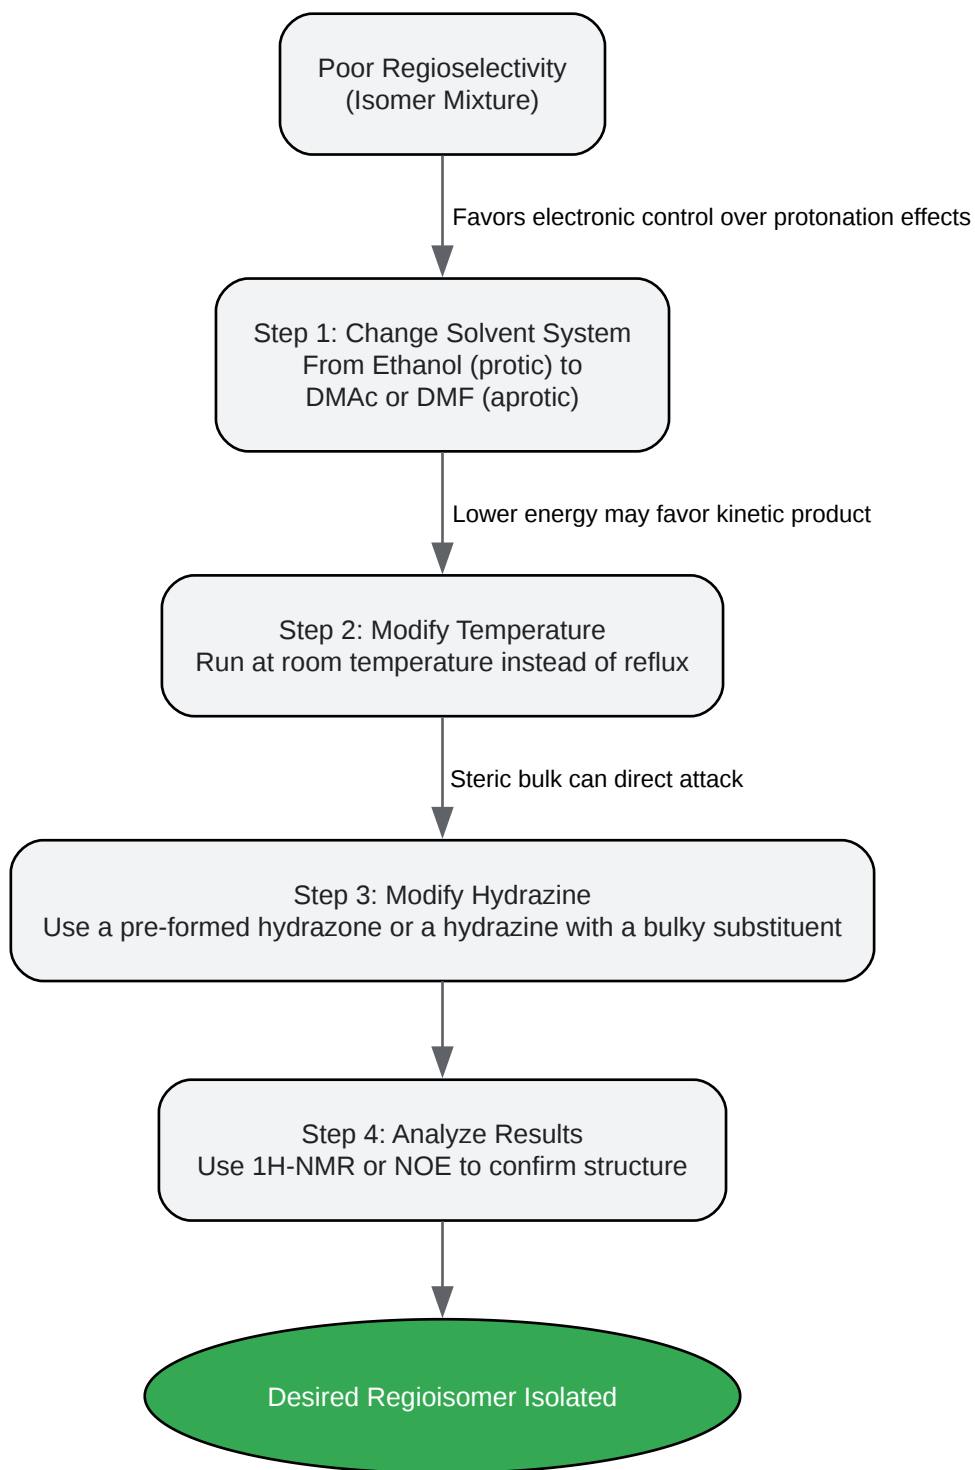 Poor Regioselectivity
(Isomer Mixture)
Favors electronic control over protonation effects
Step 1: Change Solvent System
From Ethanol (protic) to
DMAc or DMF (aprotic)
Lower energy may favor kinetic product
Step 2: Modify Temperature
Run at room temperature instead of reflux
Steric bulk can direct attack
Step 3: Modify Hydrazine
Use a pre-formed hydrazone or a hydrazine with a bulky substituent
Step 4: Analyze Results
Use 1H-NMR or NOE to confirm structure
Desired Regioisomer Isolated